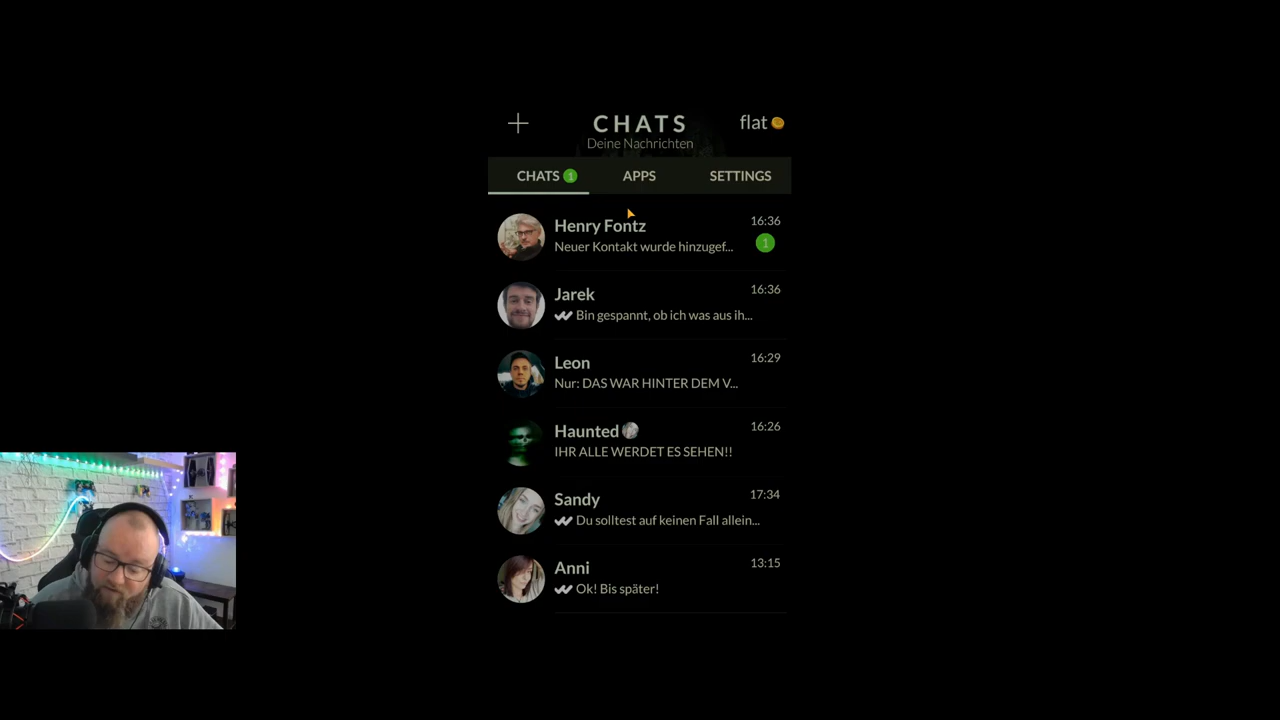 CHATS
flat
Deine Nachrichten
CHATS 1
APPS
SETTINGS
Henry Fontz
16:36
Neuer Kontakt wurde hinzugef...
1
Jarek
16:36
Bin gespannt, ob ich was aus ih...
Leon
16:29
Nur: DAS WAR HINTER DEM V...
Haunted
16:26
IHR ALLE WERDET ES SEHEN!!
Sandy
17:34
Du solltest auf keinen Fall allein...
Anni
13:15
Ok! Bis später!